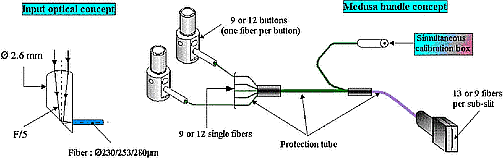 Input optical concept
Ø 2.6 mm
F/5
Fiber : Ø230/253/280µm
9 or 12 buttons
(one fiber per button)
9 or 12 single fibers
Medusa bundle concept
Simultaneous
calibration box
Protection tube
13 or 9 fibers
per sub-slit